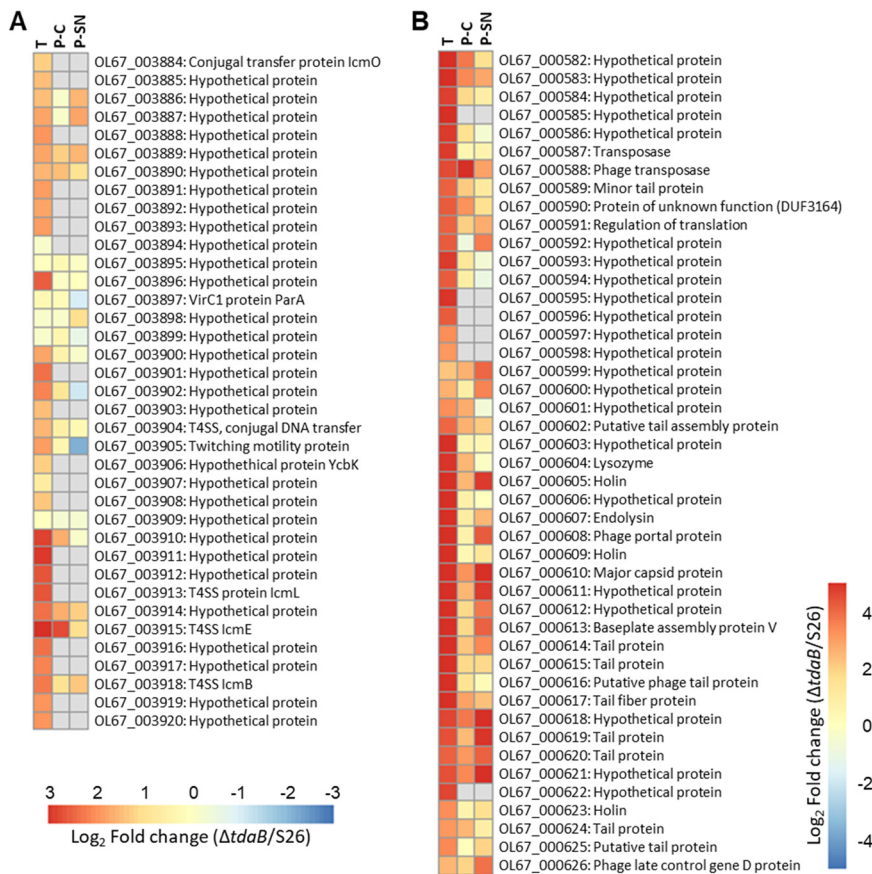 A
T P-C P-SN
OL67_003884: Conjugal transfer protein IcmO
OL67_003885: Hypothetical protein
OL67_003886: Hypothetical protein
OL67_003887: Hypothetical protein
OL67_003888: Hypothetical protein
OL67_003889: Hypothetical protein
OL67_003890: Hypothetical protein
OL67_003891: Hypothetical protein
OL67_003892: Hypothetical protein
OL67_003893: Hypothetical protein
OL67_003894: Hypothetical protein
OL67_003895: Hypothetical protein
OL67_003896: Hypothetical protein
OL67_003897: VirC1 protein ParA
OL67_003898: Hypothetical protein
OL67_003899: Hypothetical protein
OL67_003900: Hypothetical protein
OL67_003901: Hypothetical protein
OL67_003902: Hypothetical protein
OL67_003903: Hypothetical protein
OL67_003904: T4SS, conjugal DNA transfer
OL67_003905: Twitching motility protein
OL67_003906: Hypothethical protein YcbK
OL67_003907: Hypothetical protein
OL67_003908: Hypothetical protein
OL67_003909: Hypothetical protein
OL67_003910: Hypothetical protein
OL67_003911: Hypothetical protein
OL67_003912: Hypothetical protein
OL67_003913: T4SS protein IcmL
OL67_003914: Hypothetical protein
OL67_003915: T4SS IcmE
OL67_003916: Hypothetical protein
OL67_003917: Hypothetical protein
OL67_003918: T4SS IcmB
OL67_003919: Hypothetical protein
OL67_003920: Hypothetical protein
3 2 1 0 -1 -2 -3
Log₂ Fold change (ΔtdaB/S26)
B
T P-C P-SN
OL67_000582: Hypothetical protein
OL67_000583: Hypothetical protein
OL67_000584: Hypothetical protein
OL67_000585: Hypothetical protein
OL67_000586: Hypothetical protein
OL67_000587: Transposase
OL67_000588: Phage transposase
OL67_000589: Minor tail protein
OL67_000590: Protein of unknown function (DUF3164)
OL67_000591: Regulation of translation
OL67_000592: Hypothetical protein
OL67_000593: Hypothetical protein
OL67_000594: Hypothetical protein
OL67_000595: Hypothetical protein
OL67_000596: Hypothetical protein
OL67_000597: Hypothetical protein
OL67_000598: Hypothetical protein
OL67_000599: Hypothetical protein
OL67_000600: Hypothetical protein
OL67_000601: Hypothetical protein
OL67_000602: Putative tail assembly protein
OL67_000603: Hypothetical protein
OL67_000604: Lysozyme
OL67_000605: Holin
OL67_000606: Hypothetical protein
OL67_000607: Endolysin
OL67_000608: Phage portal protein
OL67_000609: Holin
OL67_000610: Major capsid protein
OL67_000611: Hypothetical protein
OL67_000612: Hypothetical protein
OL67_000613: Baseplate assembly protein V
OL67_000614: Tail protein
OL67_000615: Tail protein
OL67_000616: Putative phage tail protein
OL67_000617: Tail fiber protein
OL67_000618: Hypothetical protein
OL67_000619: Tail protein
OL67_000620: Tail protein
OL67_000621: Hypothetical protein
OL67_000622: Hypothetical protein
OL67_000623: Holin
OL67_000624: Tail protein
OL67_000625: Putative tail protein
OL67_000626: Phage late control gene D protein
Log₂ Fold change (ΔtdaB/S26)
4
2
0
-2
-4